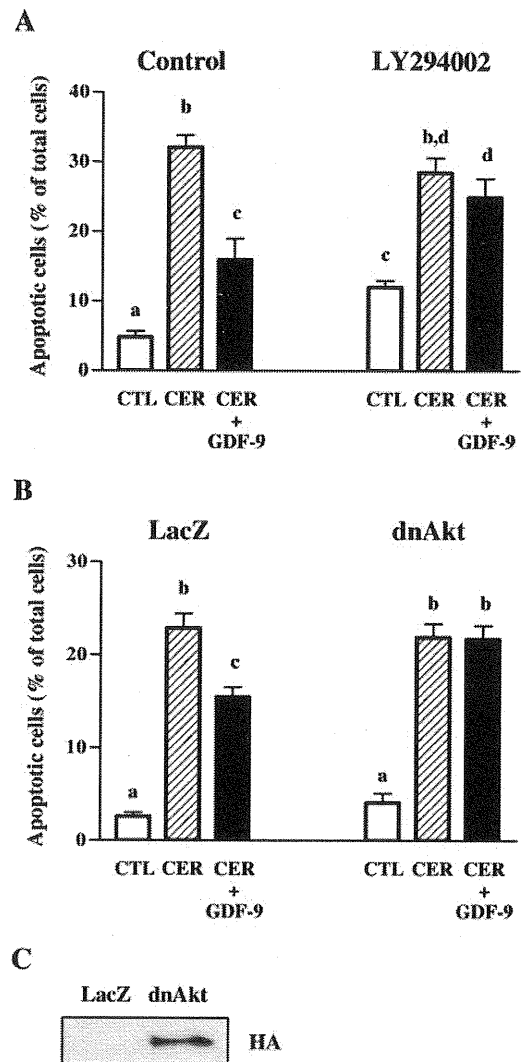 A
Control LY294002
Apoptotic cells (% of total cells)
40
30
20
10
0
a
b
c
c
b,d
d
CTL CER CER
+
GDF-9
CTL CER CER
+
GDF-9
B
LacZ dnAkt
Apoptotic cells (% of total cells)
30
20
10
0
a
b
c
a
b
b
CTL CER CER
+
GDF-9
CTL CER CER
+
GDF-9
C
LacZ dnAkt
HA